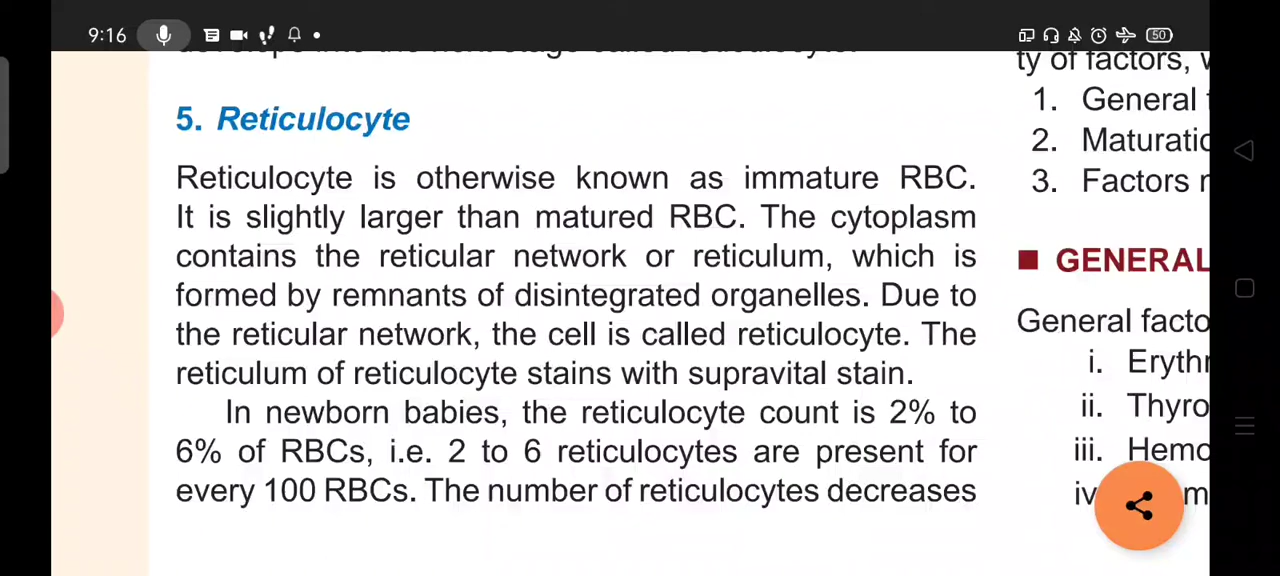 9:16
50
5. Reticulocyte
Reticulocyte is otherwise known as immature RBC.
It is slightly larger than matured RBC. The cytoplasm
contains the reticular network or reticulum, which is
formed by remnants of disintegrated organelles. Due to
the reticular network, the cell is called reticulocyte. The
reticulum of reticulocyte stains with supravital stain.
In newborn babies, the reticulocyte count is 2% to
6% of RBCs, i.e. 2 to 6 reticulocytes are present for
every 100 RBCs. The number of reticulocytes decreases
ty of factors,
1. General
2. Maturatio
3. Factors
■ GENERAL
General facto
i. Eryth
ii. Thyro
iii. Hemo
iv